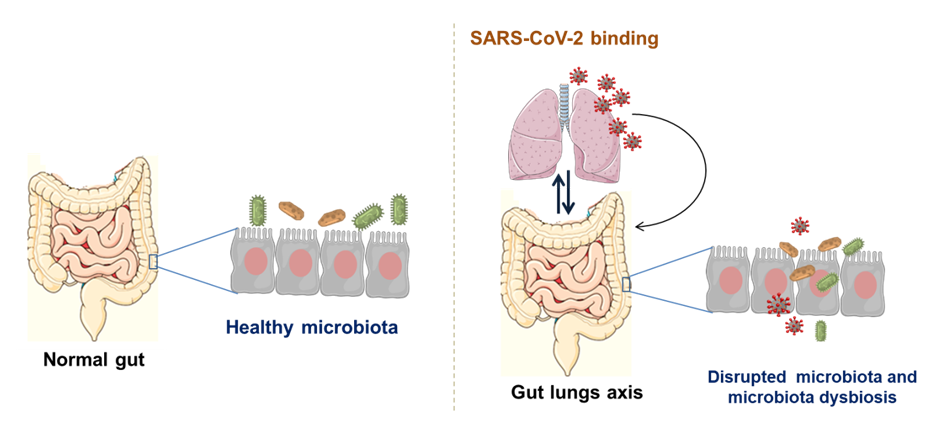 SARS-CoV-2 binding
Healthy microbiota
Normal gut
Gut lungs axis
Disrupted microbiota and
microbiota dysbiosis